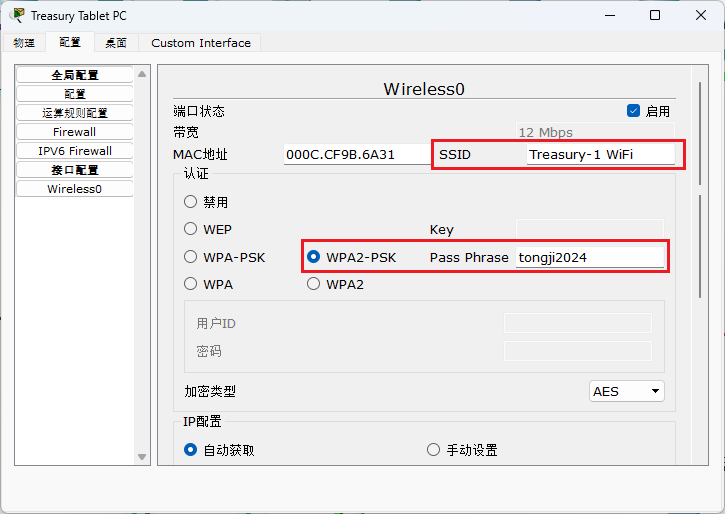 Treasury Tablet PC
物理 配置 桌面 Custom Interface
全局配置
配置
运算规则配置
Firewall
IPV6 Firewall
接口配置
Wireless0
Wireless0
端口状态 启用
带宽 12 Mbps
MAC地址 000C.CF9B.6A31 SSID Treasury-1 WiFi
认证
禁用
WEP Key
WPA-PSK WPA2-PSK Pass Phrase tongji2024
WPA WPA2
用户ID
密码
加密类型 AES
IP配置
自动获取 手动设置